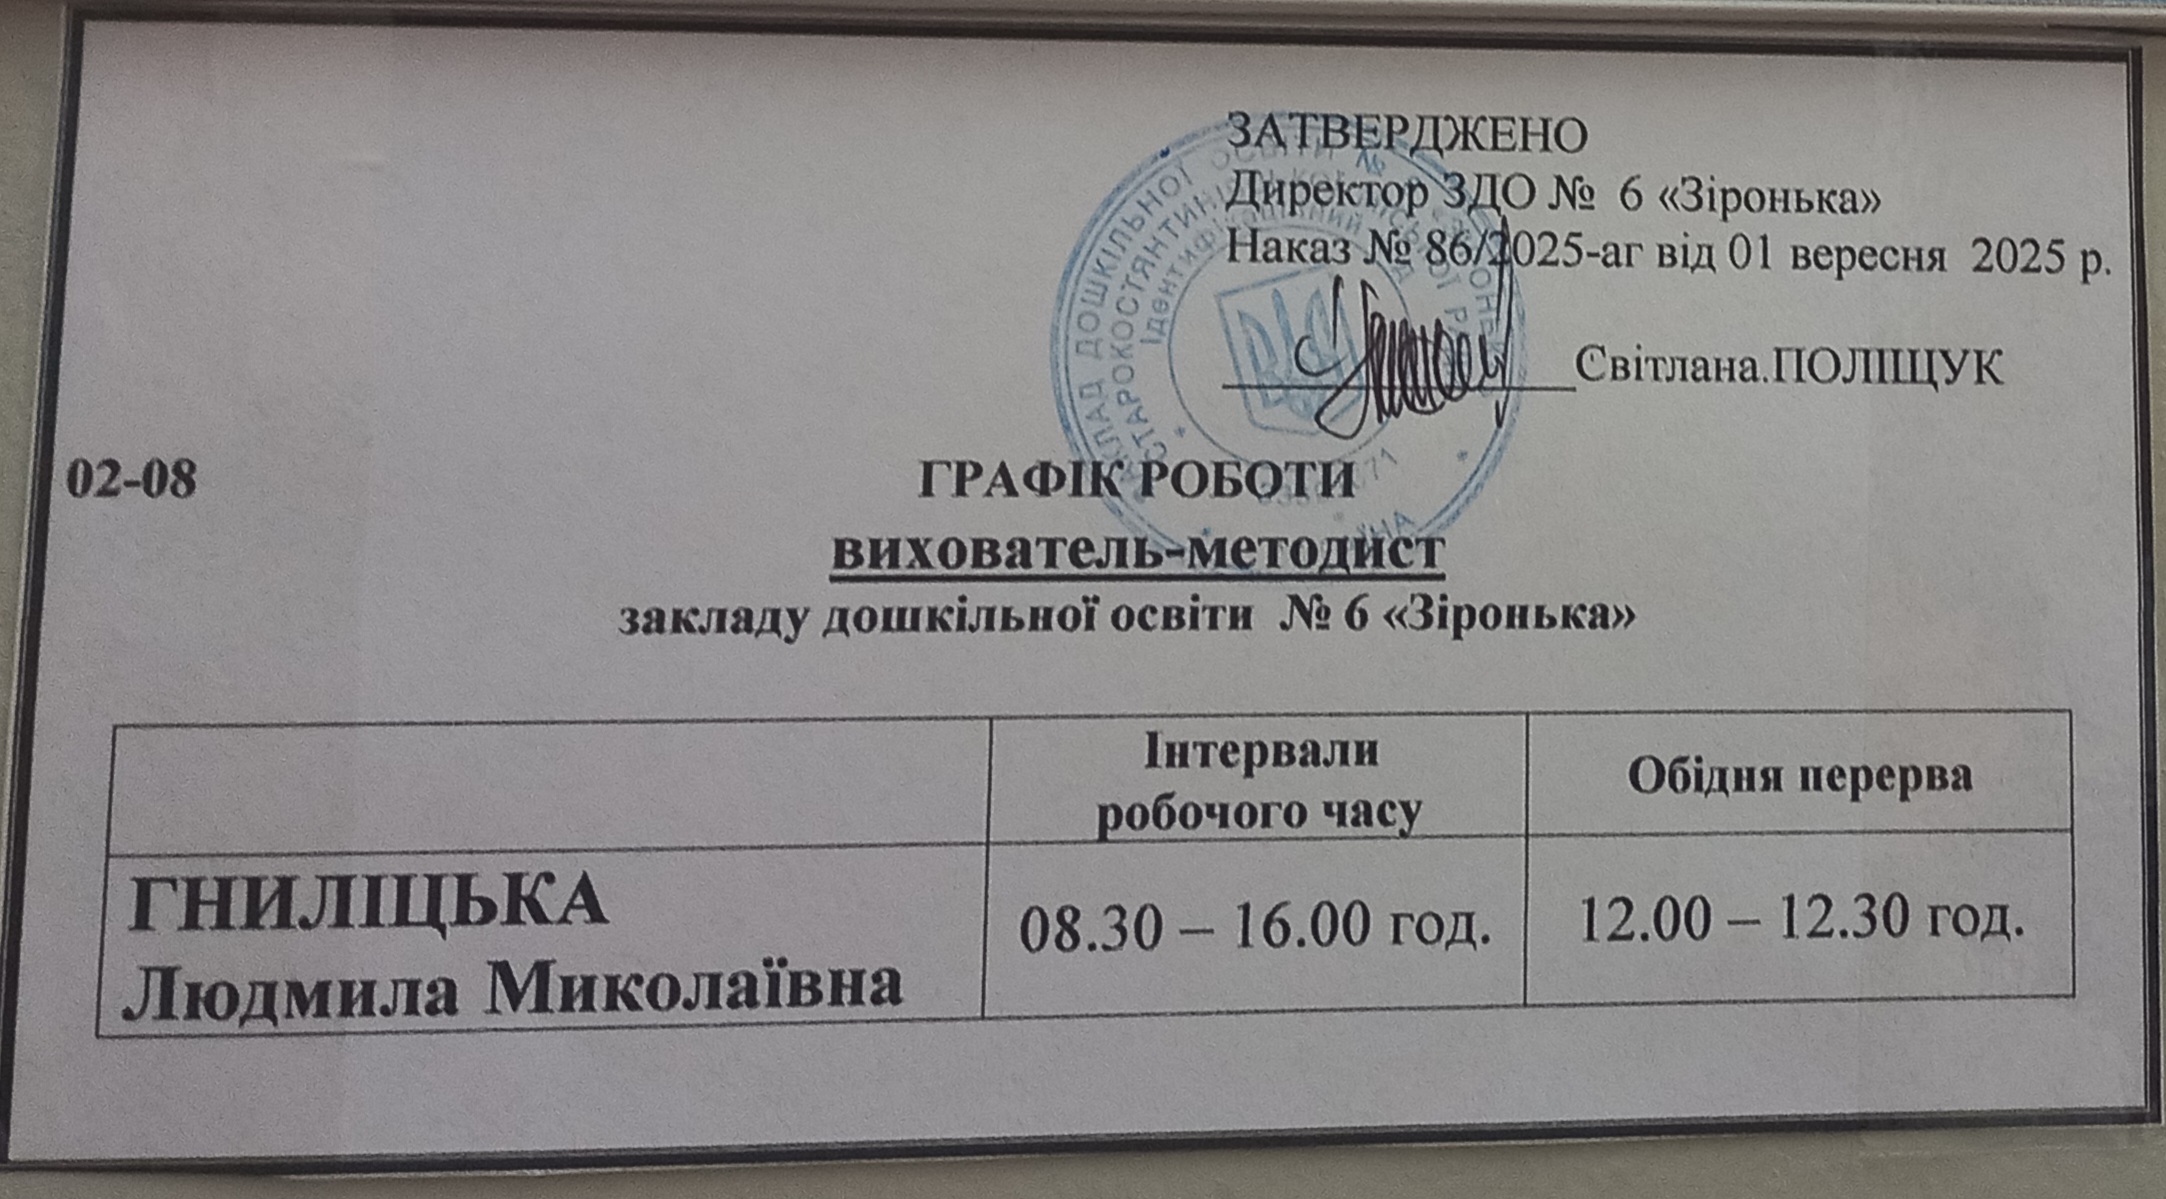 ЗАТВЕРДЖЕНО
Директор ЗДО № 6 «Зіронька»
Наказ № 86/2025-аг від 01 вересня 2025 р.
Світлана.ПОЛІЩУК
02-08
ГРАФІК РОБОТИ
вихователь-методист
закладу дошкільної освіти № 6 «Зіронька»
Інтервали
робочого часу
Обідня перерва
ГНИЛІЦЬКА
Людмила Миколаївна
08.30 – 16.00 год.
12.00 – 12.30 год.